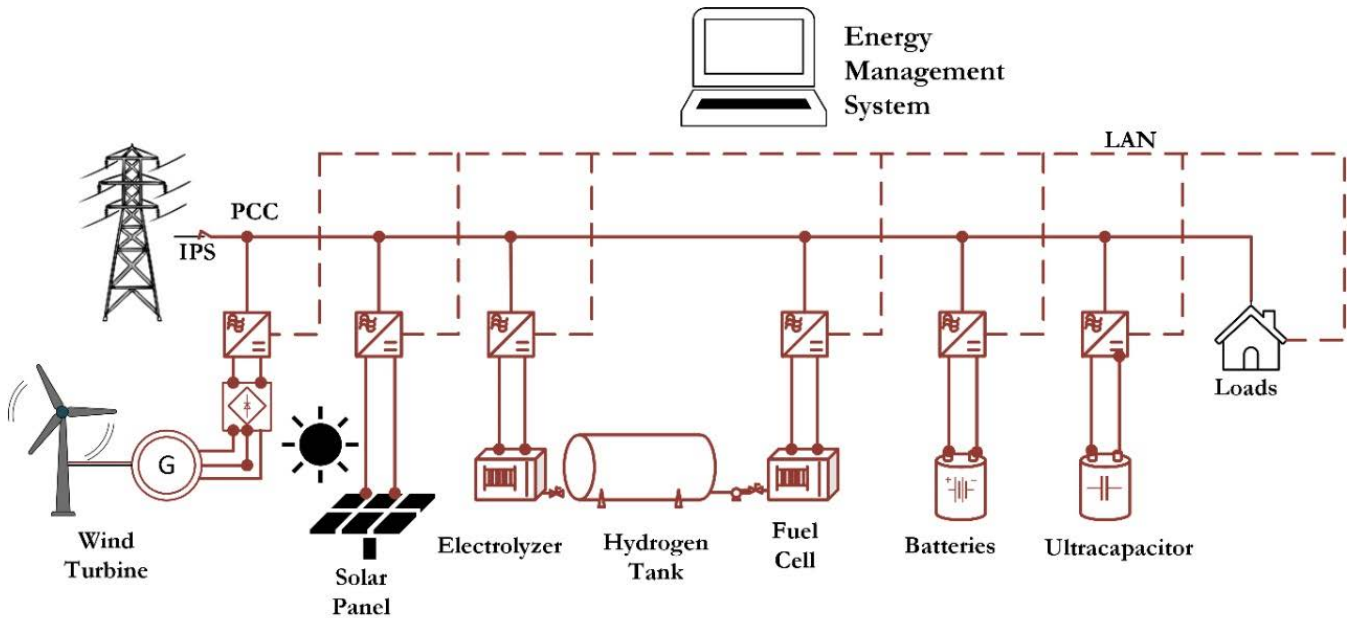 Energy
Management
System
LAN
PCC
IPS
G
Loads
Wind
Turbine
Solar
Panel
Electrolyzer
Hydrogen
Tank
Fuel
Cell
Batteries
Ultracapacitor